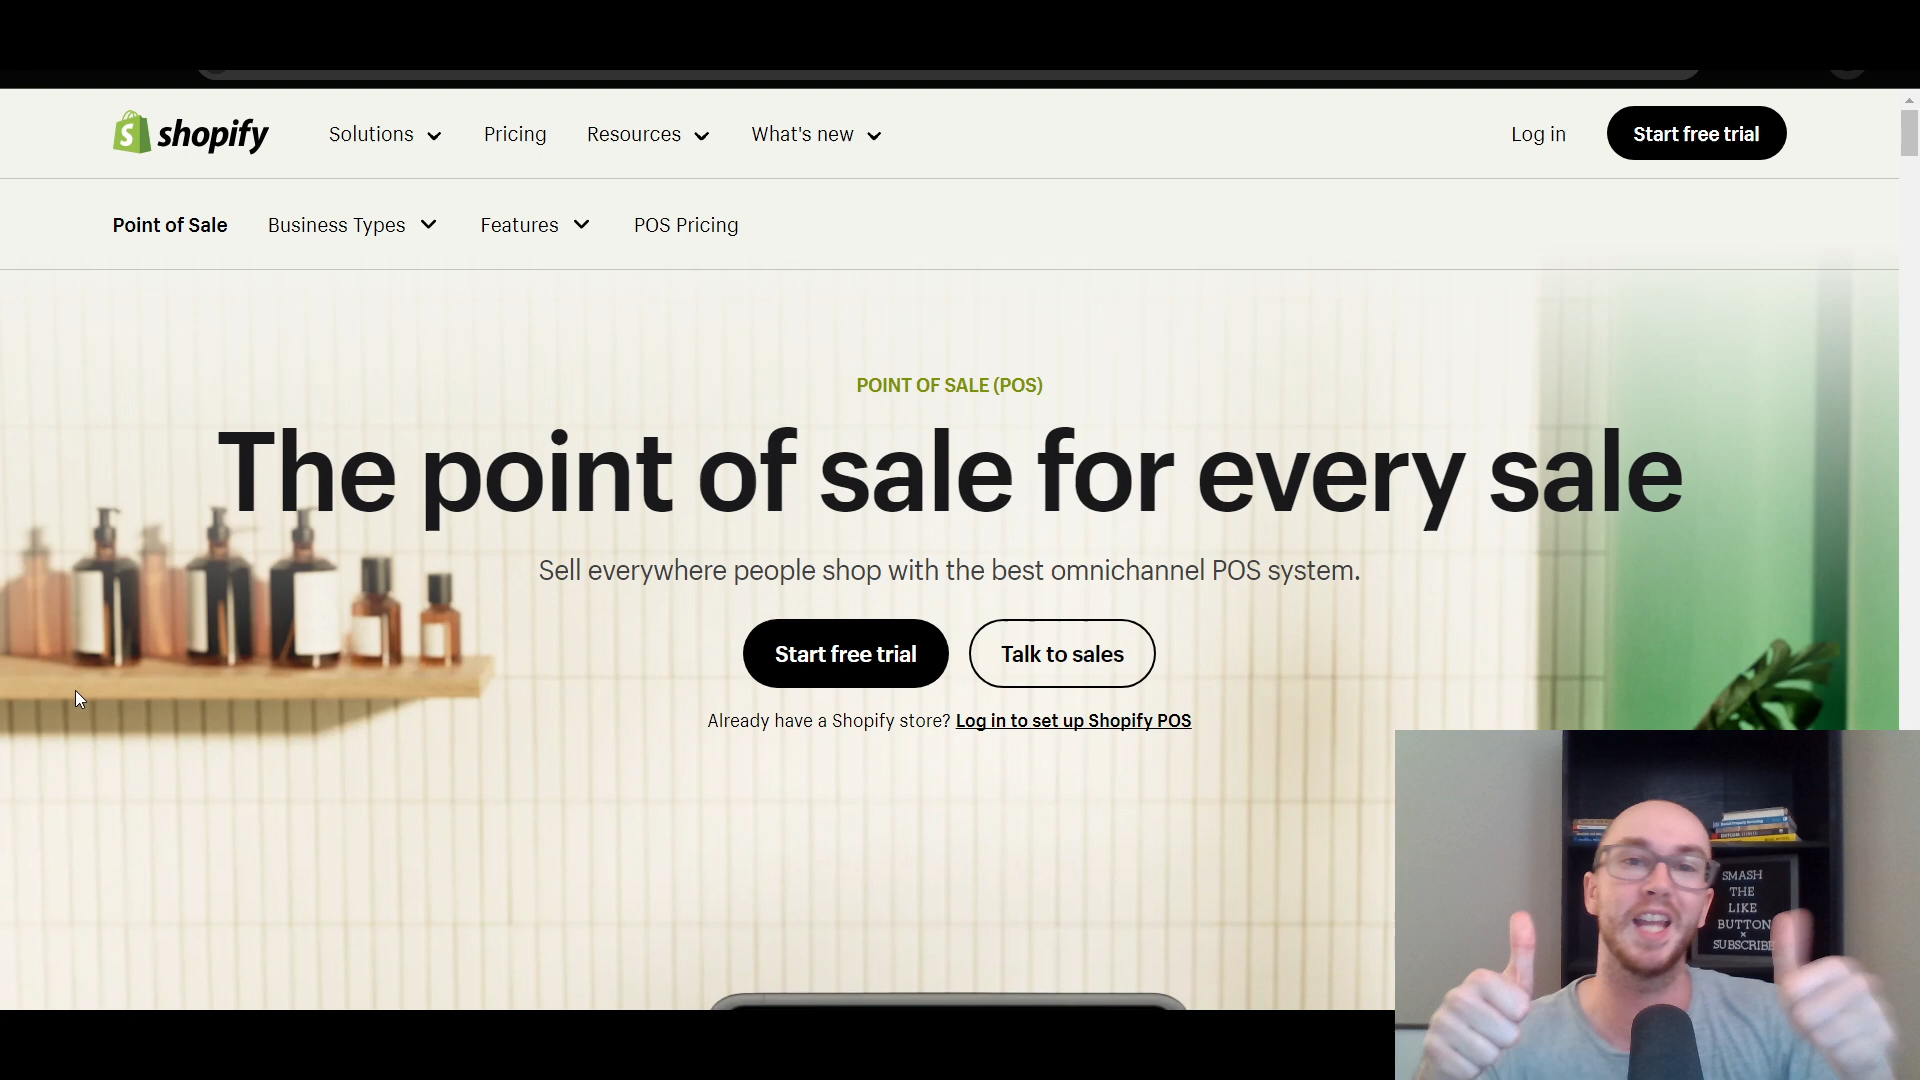 shopify
Solutions
Pricing
Resources
What's new
Log in
Start free trial
Point of Sale
Business Types
Features
POS Pricing
POINT OF SALE (POS)
The point of sale for every sale
Sell everywhere people shop with the best omnichannel POS system.
Start free trial
Talk to sales
Already have a Shopify store? Log in to set up Shopify POS
SMASH
THE
LIKE
BUTTON
×
SUBSCRIBE